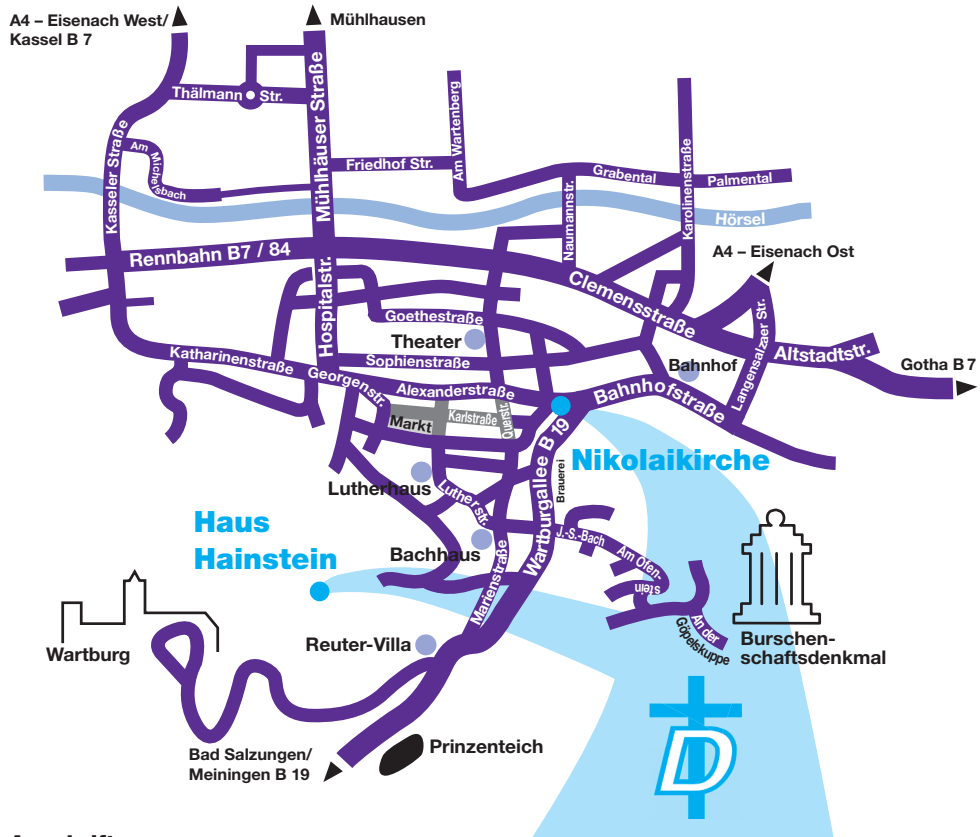 A4 – Eisenach West/
Kassel B 7
Mühlhausen
Thälmann Str.
Mühlhäuser Straße
Am Wartenberg
Kasseler Straße
Am
Michelsbach
Friedhof Str.
Grabental
Karolinenstraße
Palmental
Naumannstr.
Hörsel
Rennbahn B7 / 84
A4 – Eisenach Ost
Clemensstraße
Hospitalstr.
Goethestraße
Theater
Langensalzaer Str.
Altstadtstr.
Katharinenstraße
Sophienstraße
Bahnhof
Gotha B 7
Georgenstr.
Alexanderstraße
Bahnhofstraße
Markt
Karlstraße
Querstr.
Nikolaikirche
Wartburgallee B 19
Brauerei
Lutherhaus
Lutherstr.
Haus
Hainstein
Bachhaus
J.-S.-Bach
Am Ofen-
stein
Marienstraße
An der
Göpelskuppe
Burschen-
schaftsdenkmal
Wartburg
Reuter-Villa
Prinzenteich
Bad Salzungen/
Meiningen B 19
D